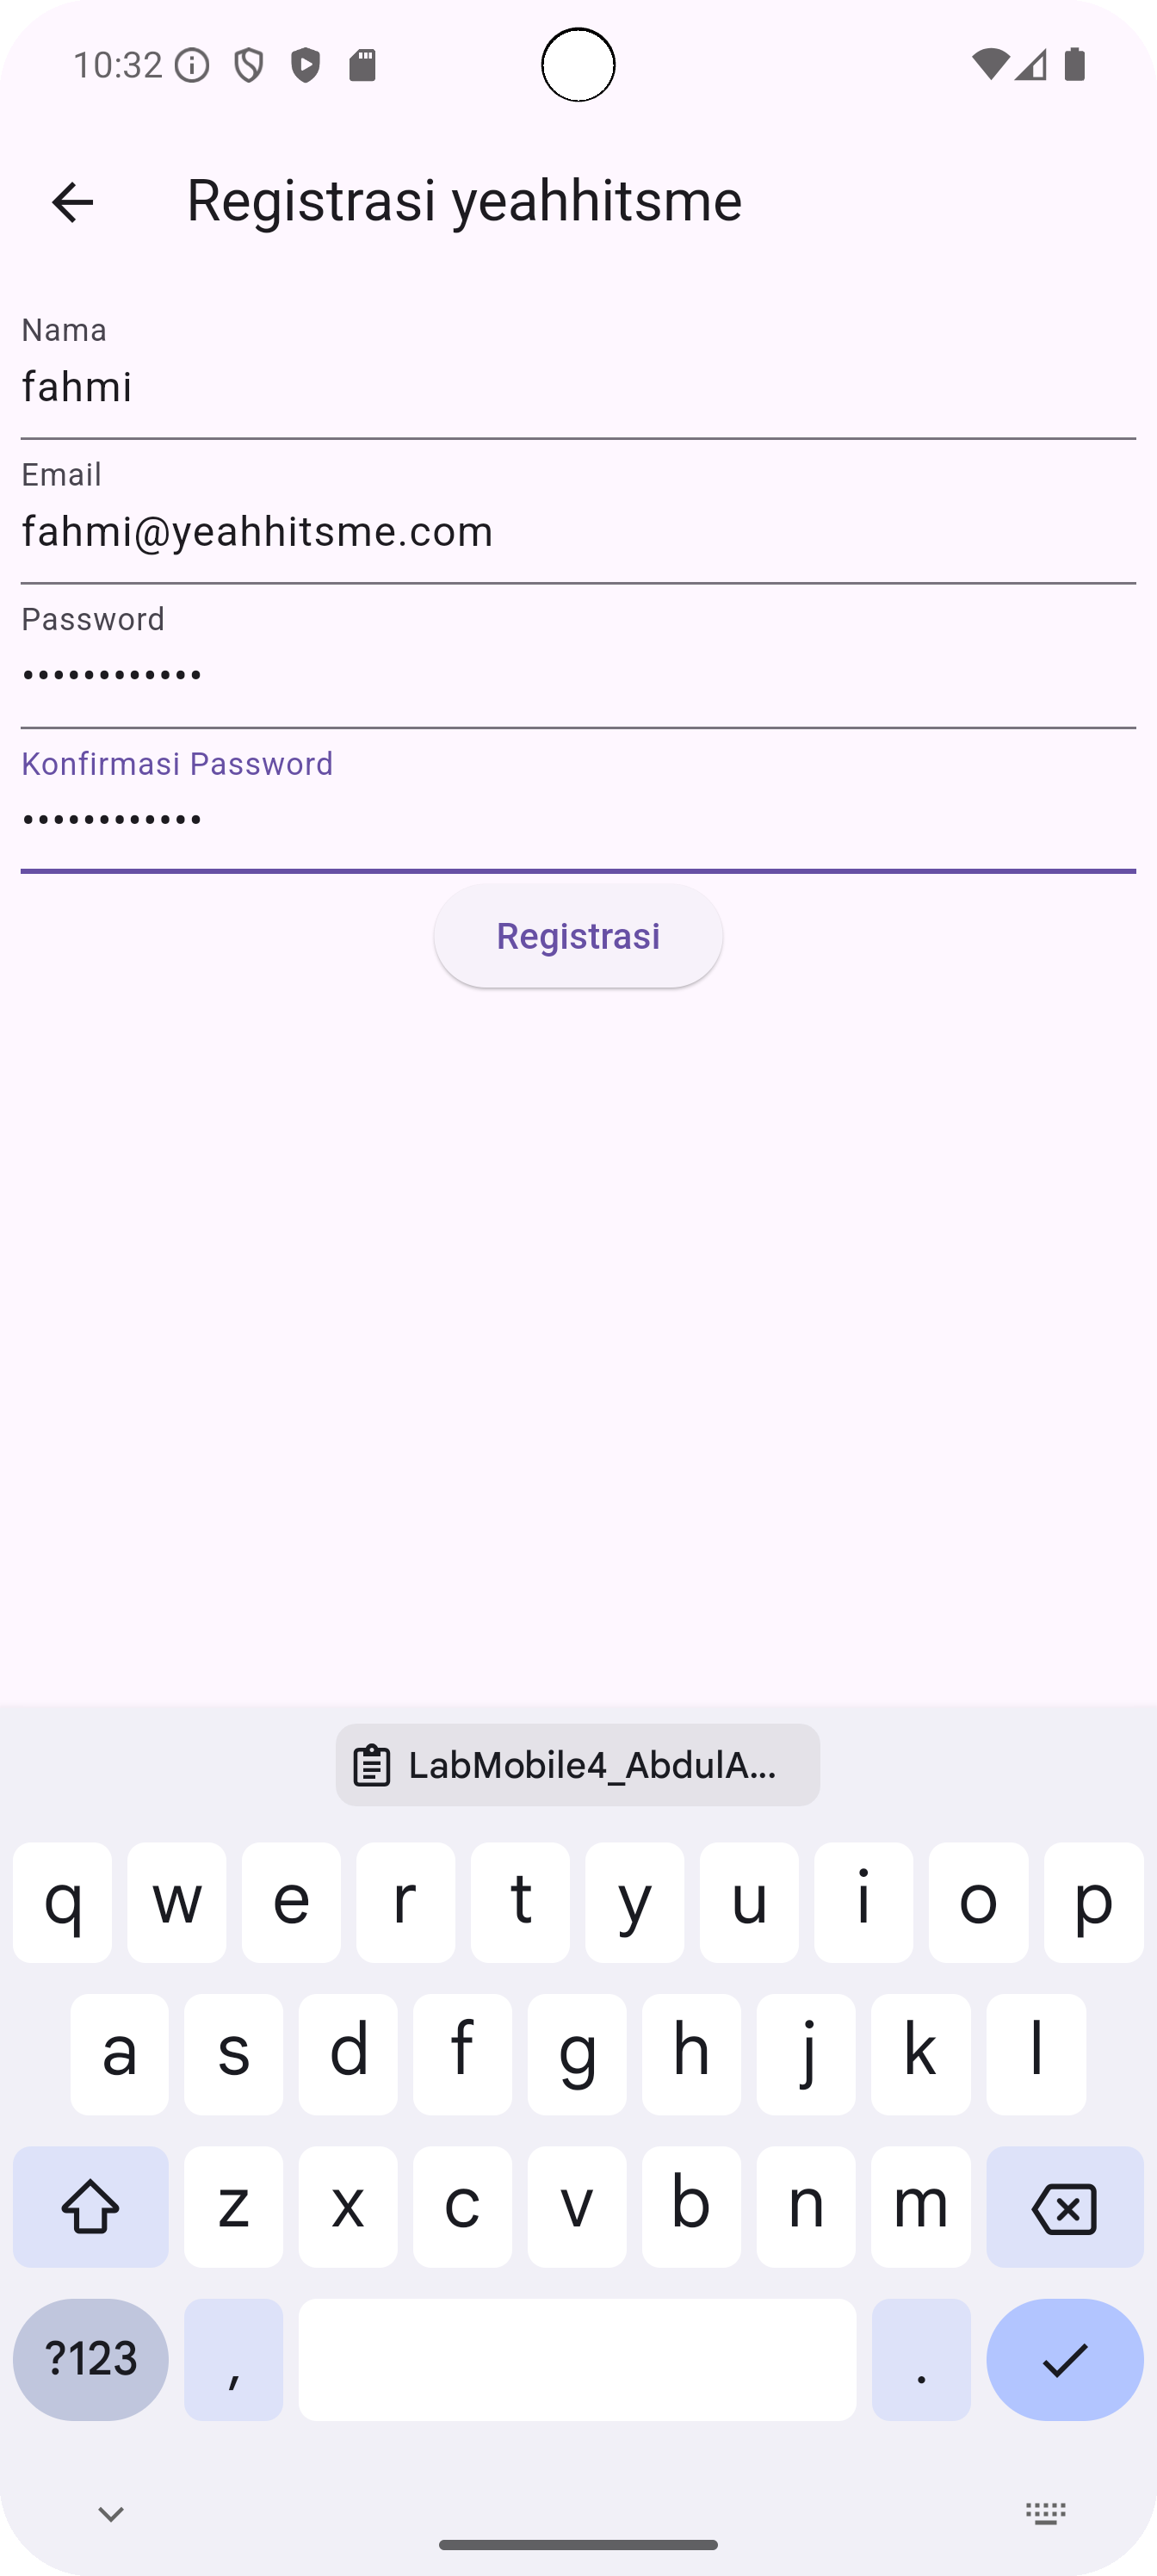 10:32
Registrasi yeahhitsme
Nama
fahmi
Email
fahmi@yeahhitsme.com
Password
••••••••••••
Konfirmasi Password
••••••••••••
Registrasi
LabMobile4_AbdulA...
q w e r t y u i o p
a s d f g h j k l
z x c v b n m
?123 , .